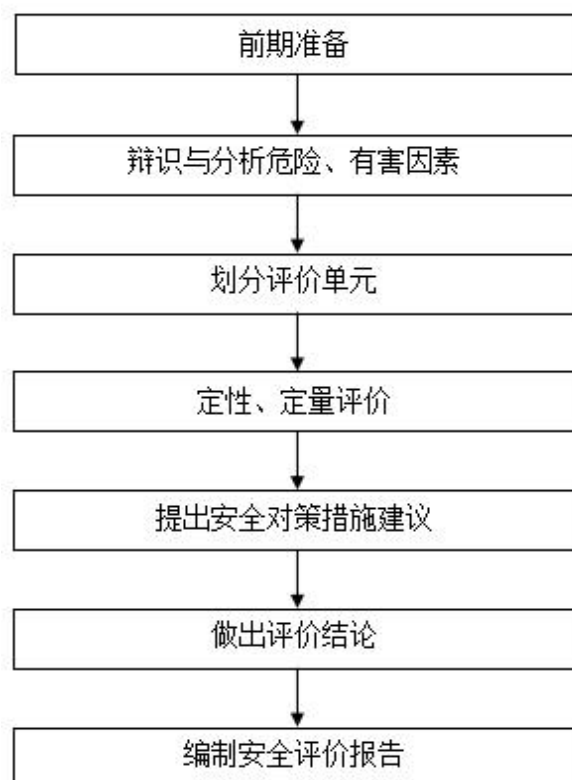 前期准备
辩识与分析危险、有害因素
划分评价单元
定性、定量评价
提出安全对策措施建议
做出评价结论
编制安全评价报告